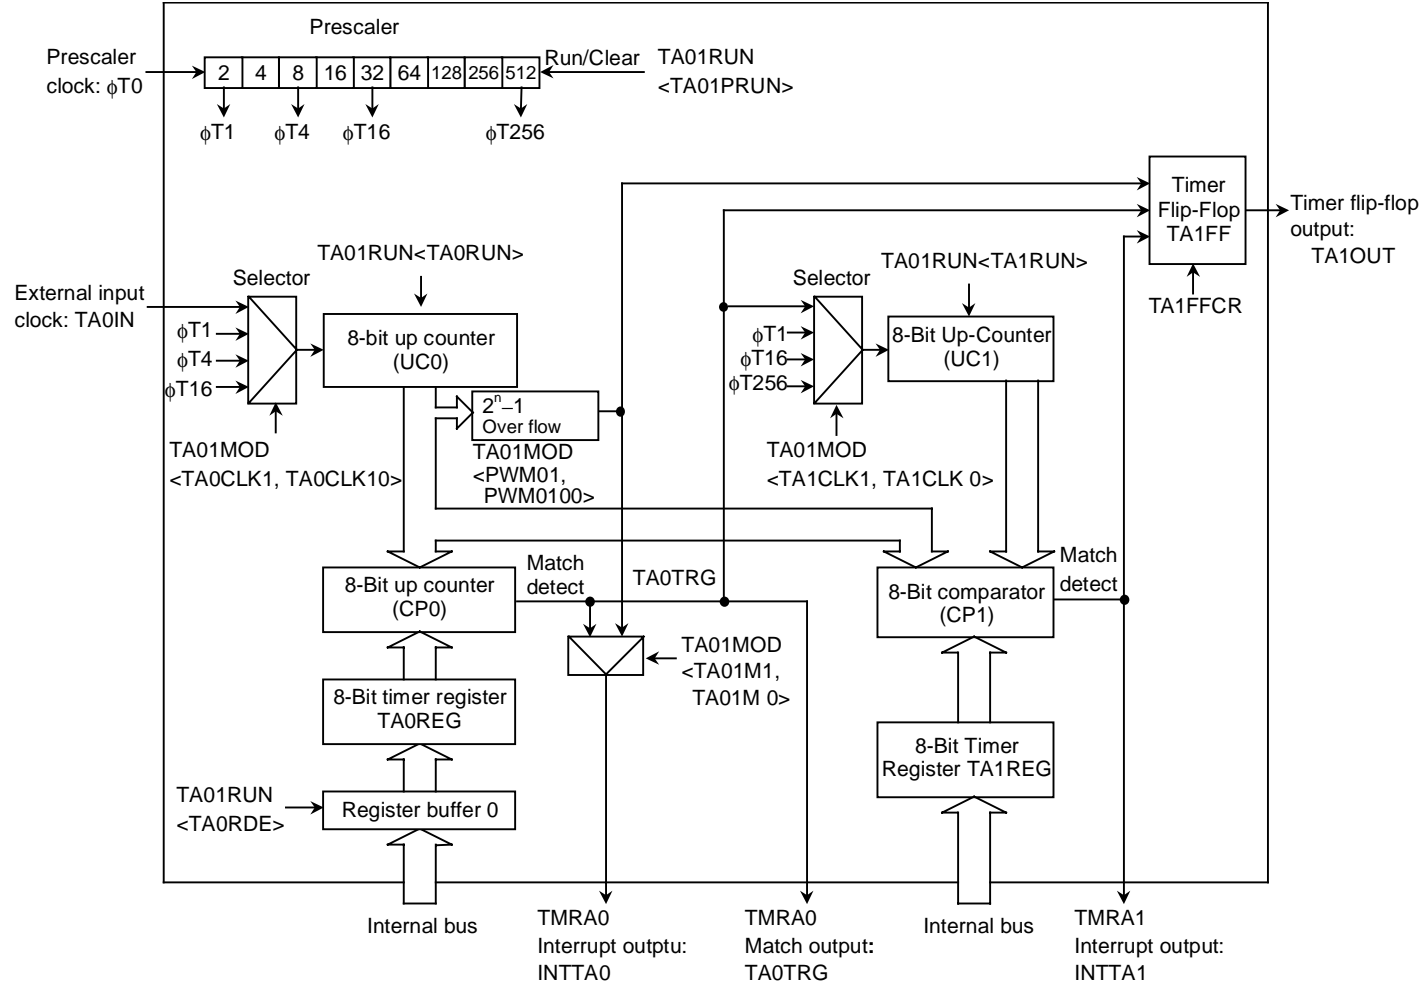 Prescaler
Prescaler
clock: ϕT0
2 4 8 16 32 64 128 256 512
Run/Clear
TA01RUN
<TA01PRUN>
ϕT1
ϕT4
ϕT16
ϕT256
Timer
Flip-Flop
TA1FF
Timer flip-flop
output:
TA1OUT
TA1FFCR
TA01RUN<TA0RUN>
Selector
External input
clock: TA0IN
ϕT1
ϕT4
ϕT16
8-bit up counter
(UC0)
TA01MOD
<TA0CLK1, TA0CLK10>
2ⁿ–1
Over flow
TA01MOD
<PWM01,
PWM0100>
Selector
TA01RUN<TA1RUN>
ϕT1
ϕT16
ϕT256
8-Bit Up-Counter
(UC1)
TA01MOD
<TA1CLK1, TA1CLK 0>
8-Bit up counter
(CP0)
Match
detect
TA0TRG
8-Bit comparator
(CP1)
Match
detect
TA01MOD
<TA01M1,
TA01M 0>
8-Bit timer register
TA0REG
8-Bit Timer
Register TA1REG
TA01RUN
<TA0RDE>
Register buffer 0
Internal bus
TMRA0
Interrupt outptu:
INTTA0
TMRA0
Match output:
TA0TRG
Internal bus
TMRA1
Interrupt output:
INTTA1